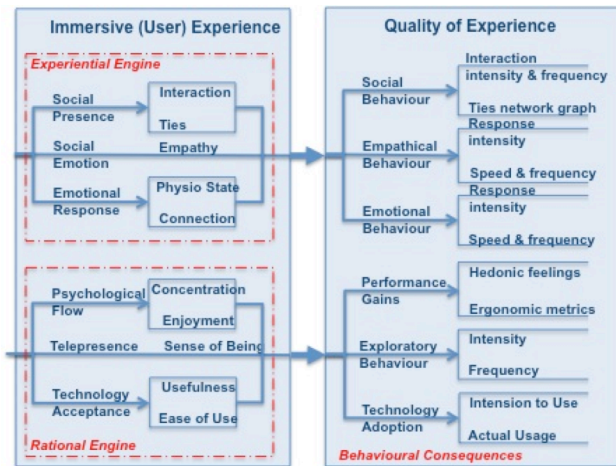 Immersive (User) Experience
Experiential Engine
Social
Presence
Interaction
Ties
Social
Emotion
Empathy
Emotional
Response
Physio State
Connection
Psychological
Flow
Concentration
Enjoyment
Telepresence
Sense of Being
Technology
Acceptance
Usefulness
Ease of Use
Rational Engine
Quality of Experience
Social
Behaviour
Interaction
intensity & frequency
Ties network graph
Empathical
Behaviour
Response
intensity
Speed & frequency
Emotional
Behaviour
Response
intensity
Speed & frequency
Performance
Gains
Hedonic feelings
Ergonomic metrics
Exploratory
Behaviour
Intensity
Frequency
Technology
Adoption
Intension to Use
Actual Usage
Behavioural Consequences